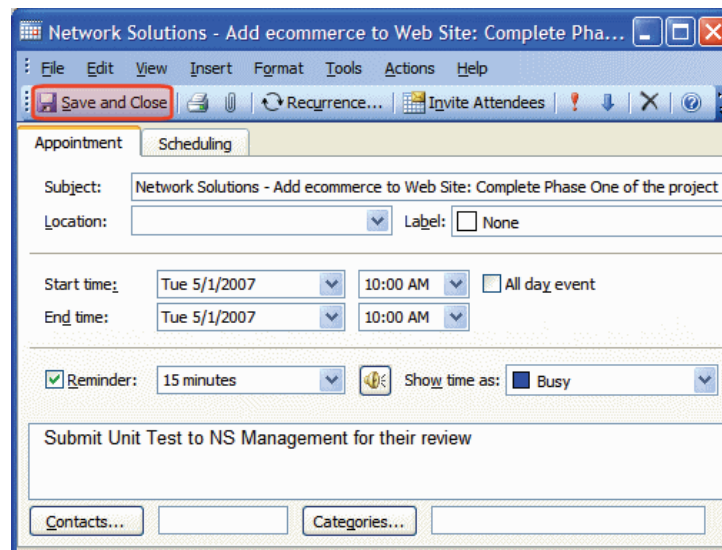 Network Solutions - Add ecommerce to Web Site: Complete Pha...
File Edit View Insert Format Tools Actions Help
Save and Close Recurrence... Invite Attendees
Appointment Scheduling
Subject: Network Solutions - Add ecommerce to Web Site: Complete Phase One of the project
Location: Label: None
Start time: Tue 5/1/2007 10:00 AM All day event
End time: Tue 5/1/2007 10:00 AM
Reminder: 15 minutes Show time as: Busy
Submit Unit Test to NS Management for their review
Contacts... Categories...